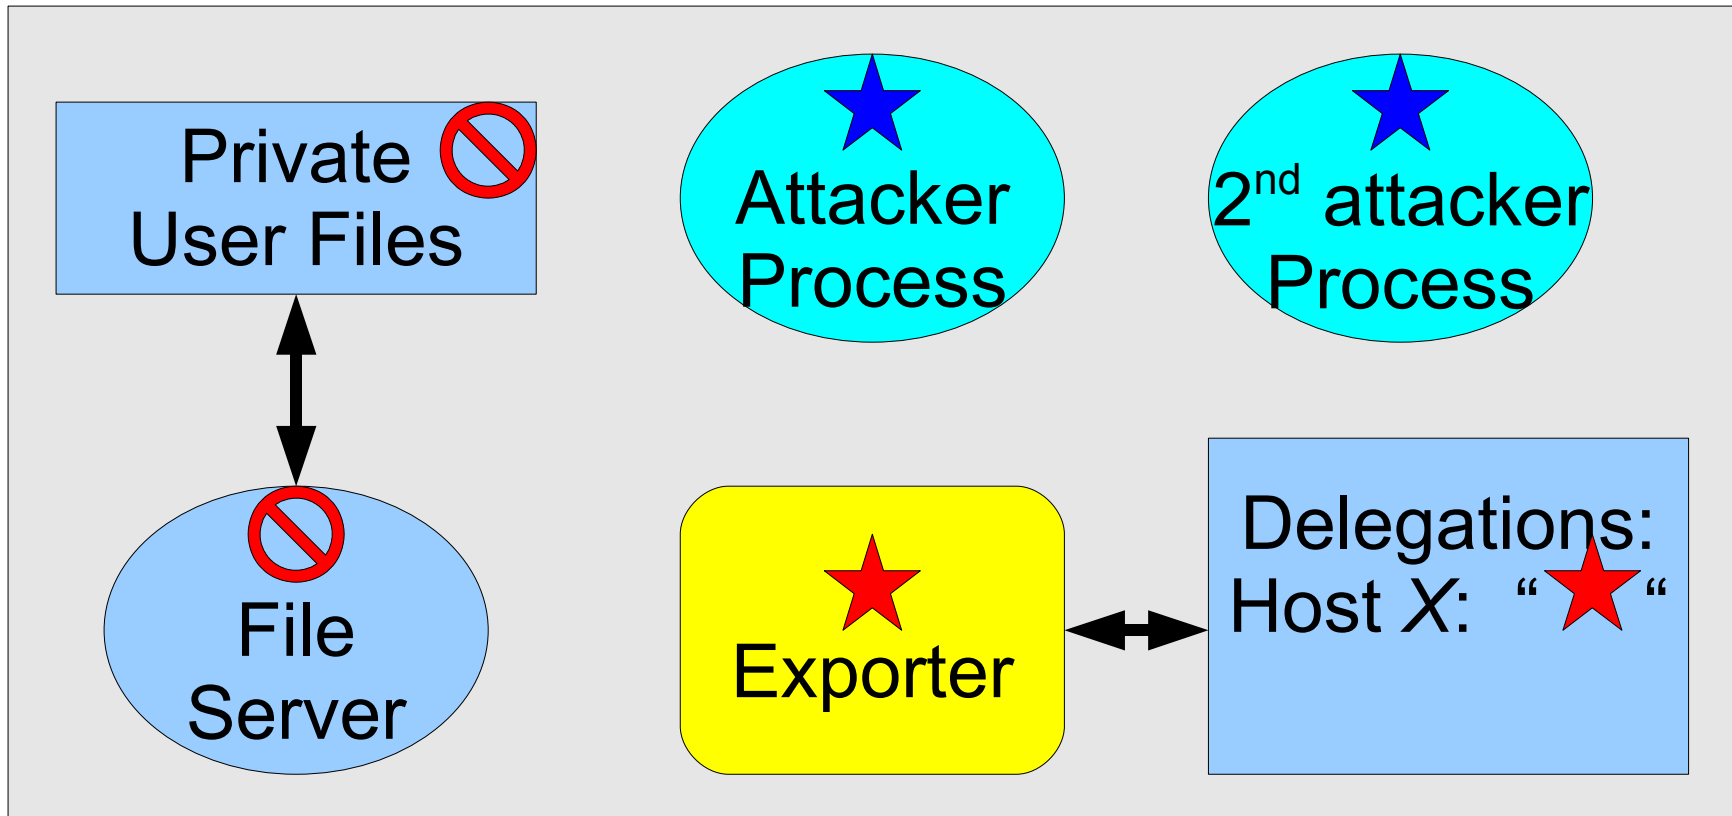 Private
User Files
Attacker
Process
2nd attacker
Process
File
Server
Exporter
Delegations:
Host X: “ “